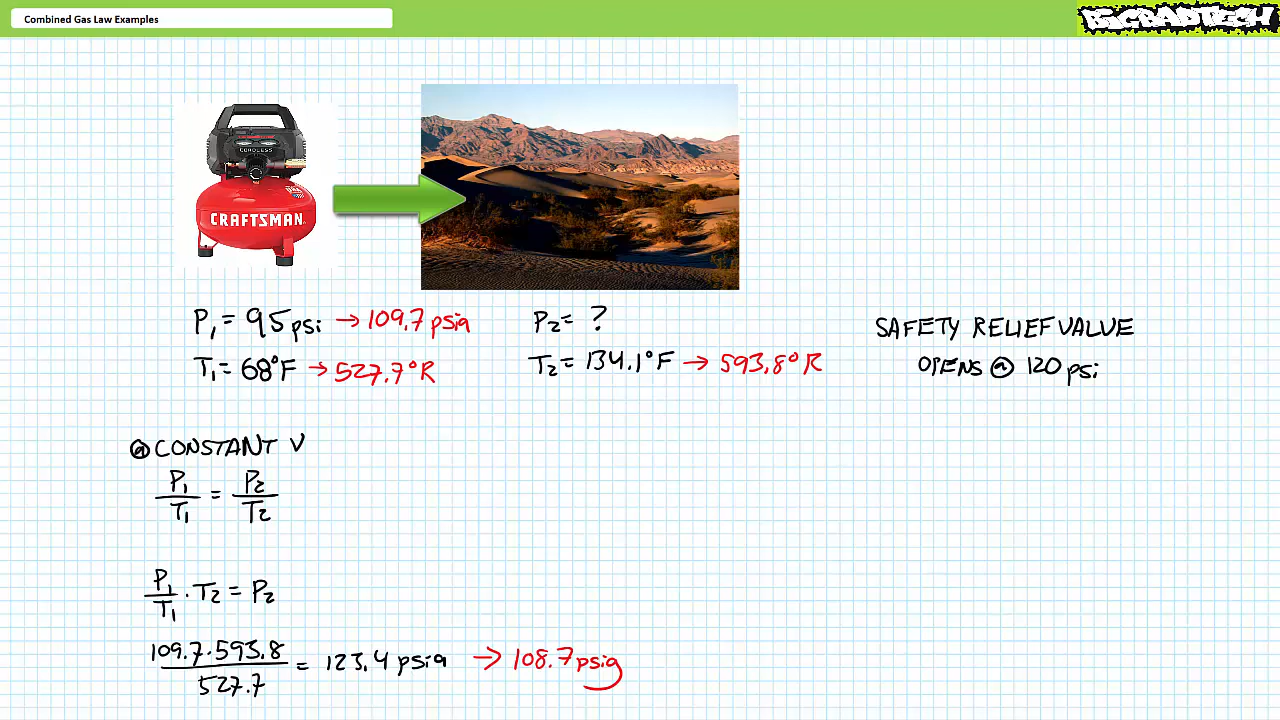 Combined Gas Law Examples
BIGBADTECH
CORDLESS
CRAFTSMAN
P₁ = 95 psi → 109.7 psia
T₁ = 68°F → 527.7°R
P₂ = ?
T₂ = 134.1°F → 593.8°R
SAFETY RELIEF VALUE
OPENS @ 120 psi
@ CONSTANT V
P₁/T₁ = P₂/T₂
P₁/T₁ · T₂ = P₂
109.7 · 593.8 / 527.7 = 123.4 psia → 108.7 psig